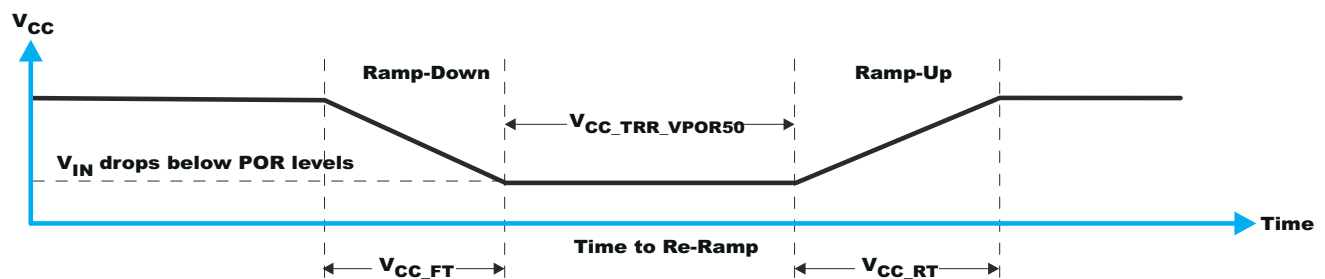 VCC
Ramp-Down
Ramp-Up
VCC_TRR_VPOR50
VIN drops below POR levels
Time
Time to Re-Ramp
VCC_FT
VCC_RT